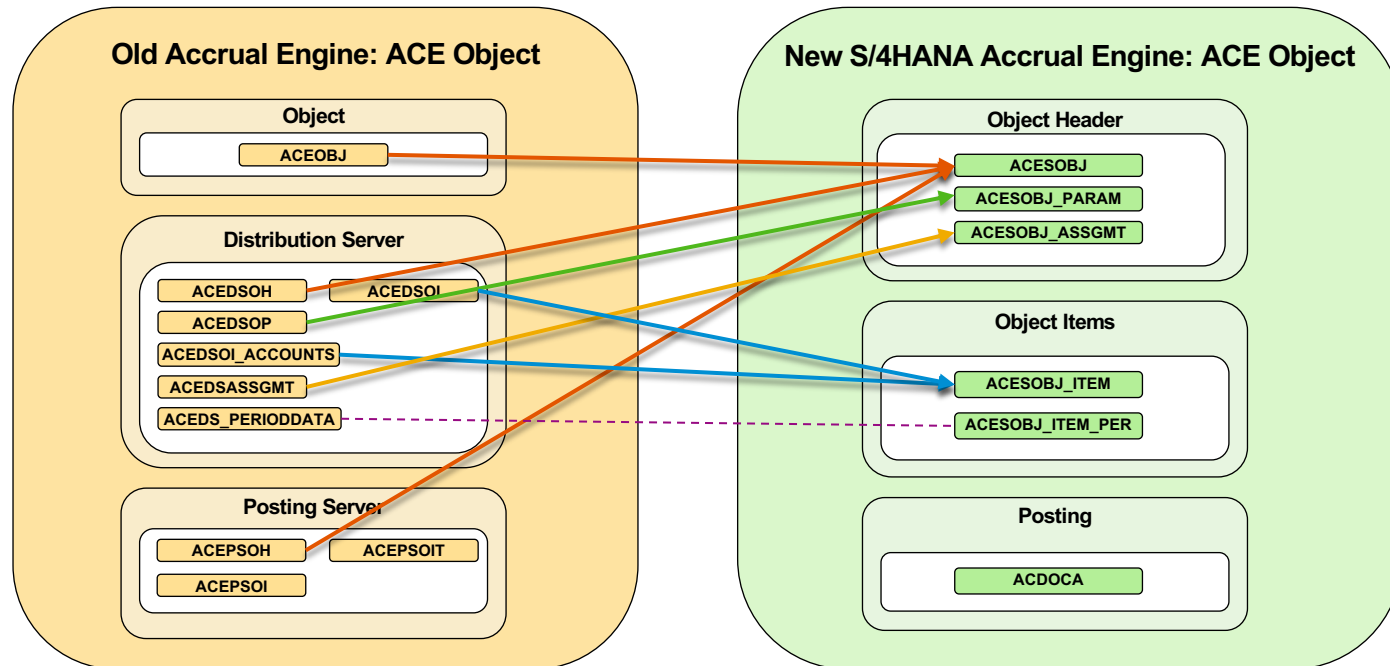 Old Accrual Engine: ACE Object
Object
ACEOBJ
Distribution Server
ACEDSOH
ACEDSOI
ACEDSOP
ACEDSOI_ACCOUNTS
ACEDSASSGMT
ACEDS_PERIODDATA
Posting Server
ACEPSOH
ACEPSOIT
ACEPSOI
New S/4HANA Accrual Engine: ACE Object
Object Header
ACESOBJ
ACESOBJ_PARAM
ACESOBJ_ASSGMT
Object Items
ACESOBJ_ITEM
ACESOBJ_ITEM_PER
Posting
ACDOCA